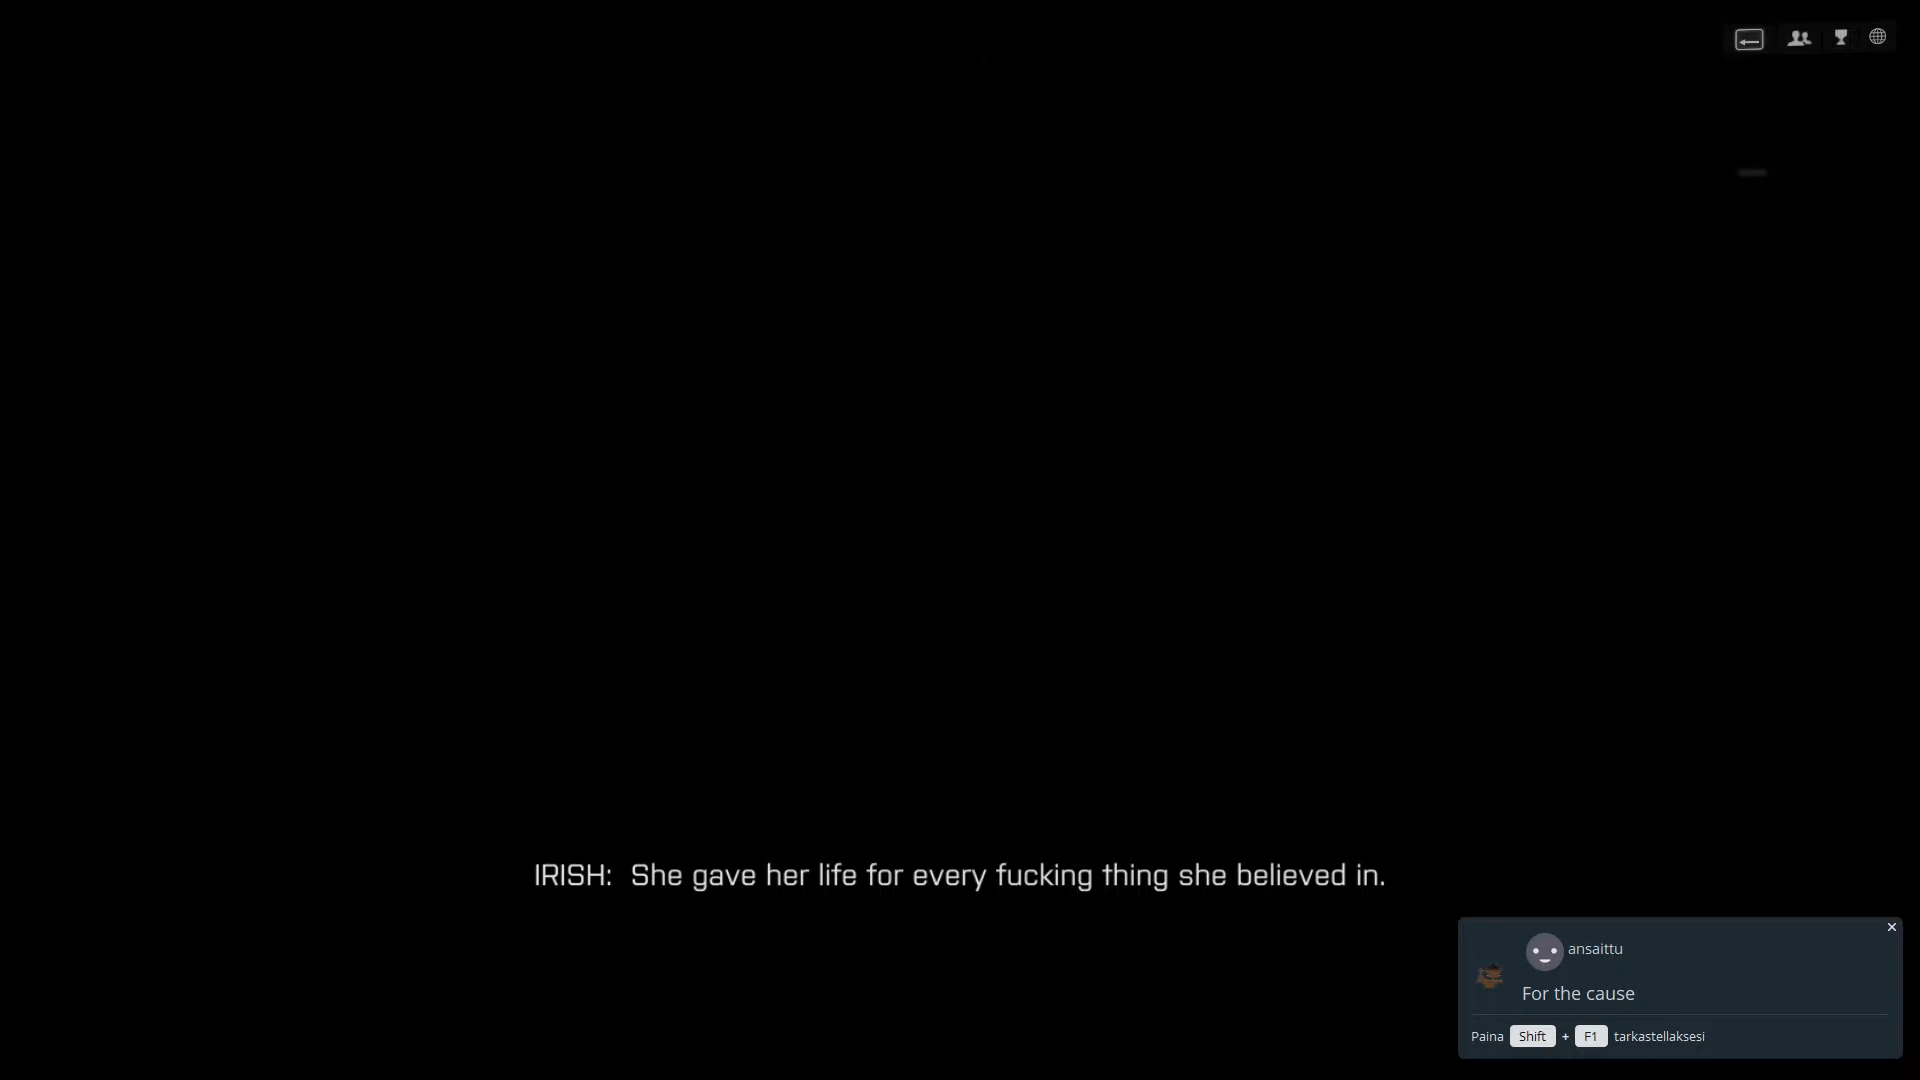 IRISH: She gave her life for every fucking thing she believed in.
ansaittu
For the cause
Paina Shift + F1 tarkastellaksesi